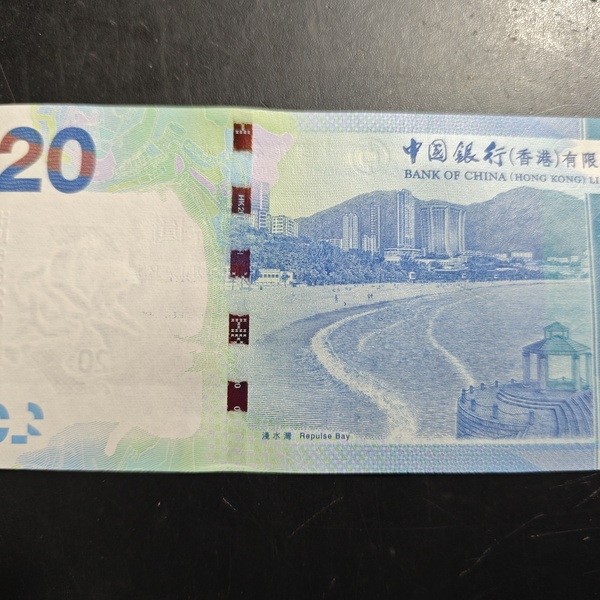 20
中國銀行(香港)有限
BANK OF CHINA (HONG KONG) LI
淺水灣 Repulse Bay